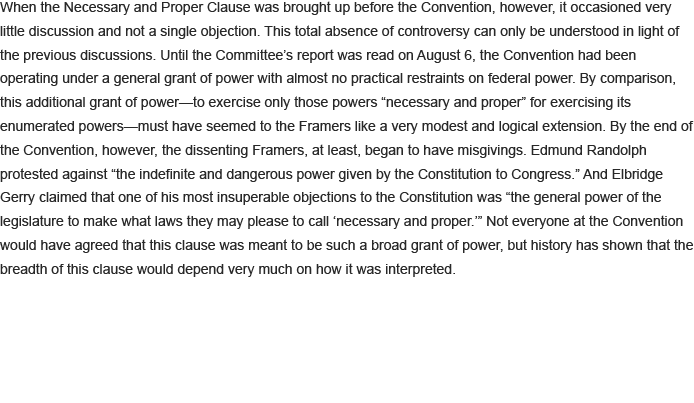 When the Necessary and Proper Clause was brought up before the Convention, however, it occasioned very
little discussion and not a single objection. This total absence of controversy can only be understood in light of
the previous discussions. Until the Committee’s report was read on August 6, the Convention had been
operating under a general grant of power with almost no practical restraints on federal power. By comparison,
this additional grant of power—to exercise only those powers “necessary and proper” for exercising its
enumerated powers—must have seemed to the Framers like a very modest and logical extension. By the end of
the Convention, however, the dissenting Framers, at least, began to have misgivings. Edmund Randolph
protested against “the indefinite and dangerous power given by the Constitution to Congress.” And Elbridge
Gerry claimed that one of his most insuperable objections to the Constitution was “the general power of the
legislature to make what laws they may please to call ‘necessary and proper.’” Not everyone at the Convention
would have agreed that this clause was meant to be such a broad grant of power, but history has shown that the
breadth of this clause would depend very much on how it was interpreted.